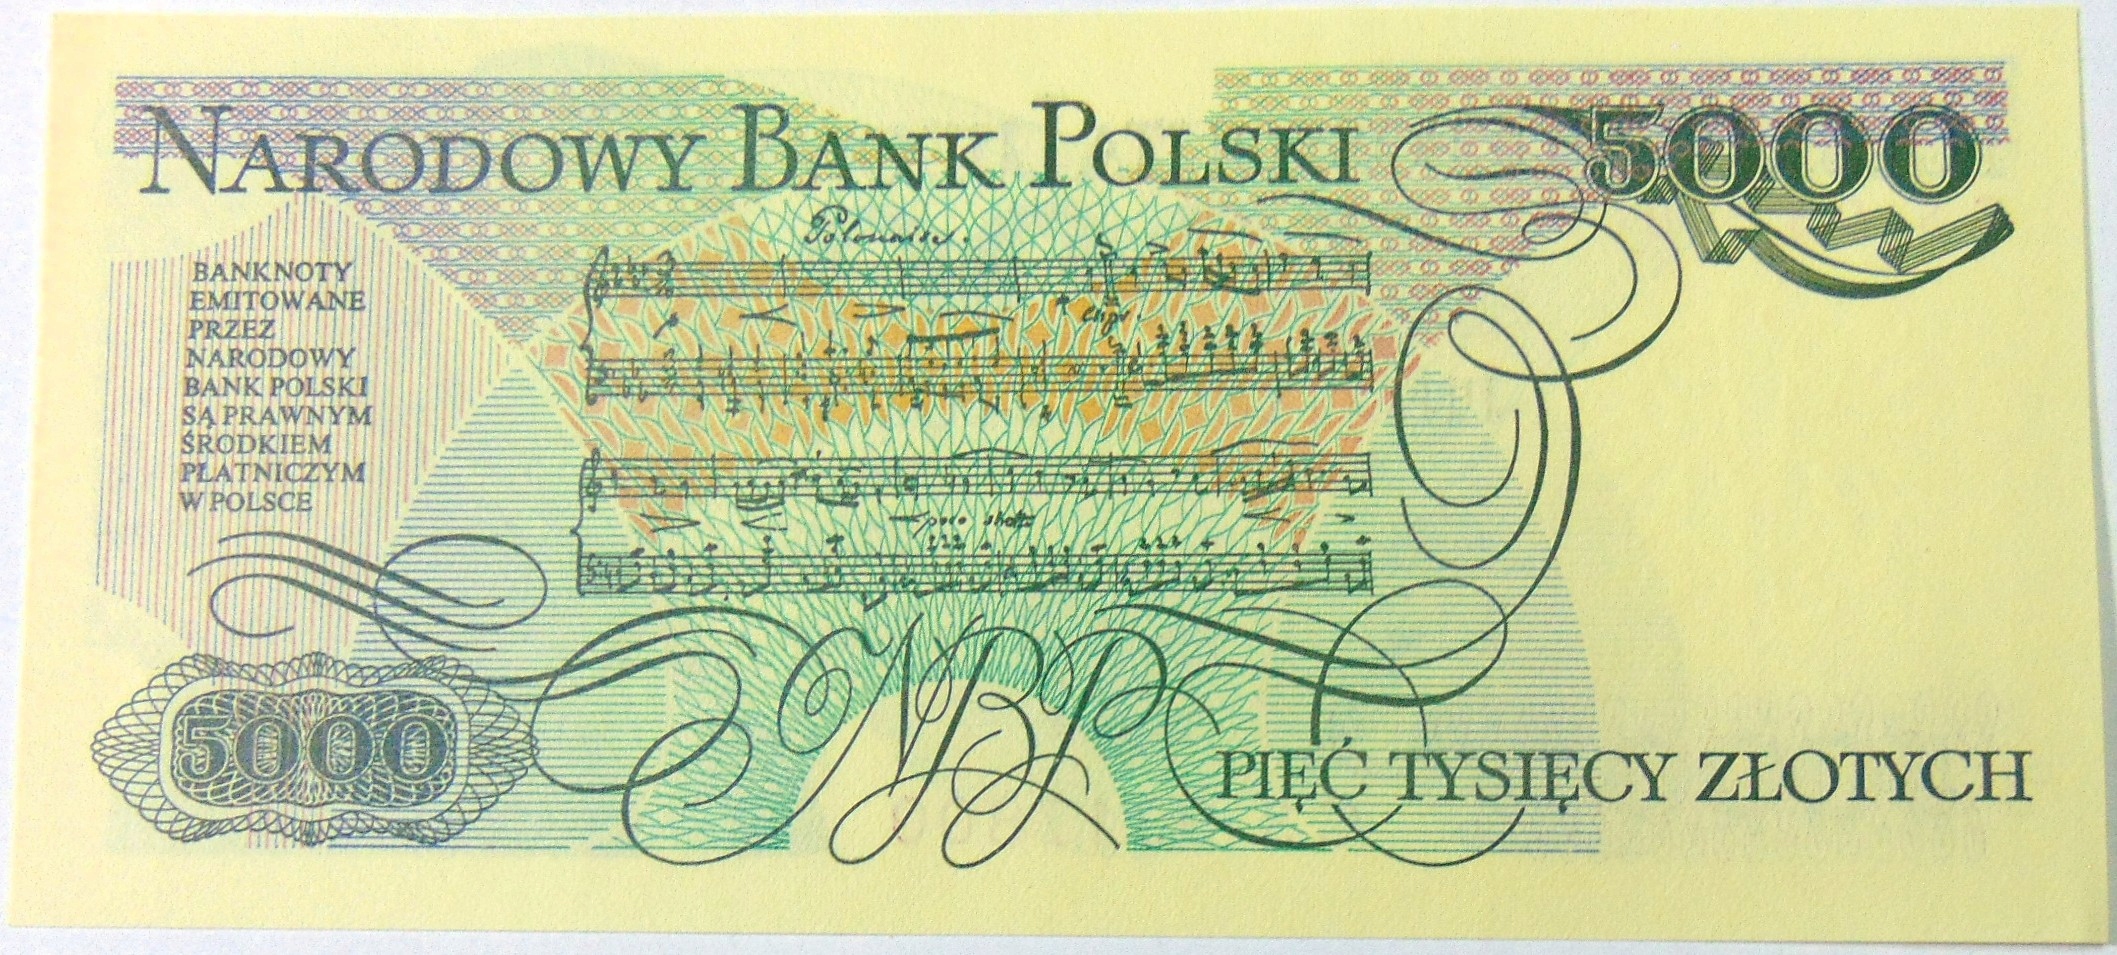 NARODOWY BANK POLSKI
5000
Polonaise.
BANKNOTY
EMITOWANE
PRZEZ
NARODOWY
BANK POLSKI
SĄ PRAWNYM
ŚRODKIEM
PŁATNICZYM
W POLSCE
poco
NBP
5000
PIĘĆ TYSIĘCY ZŁOTYCH